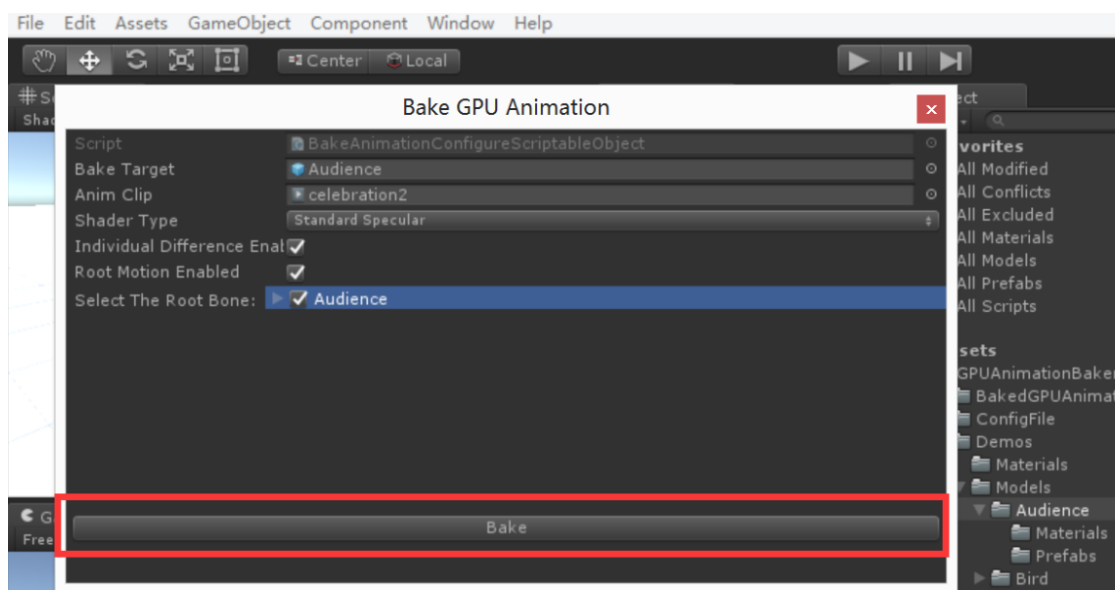 File Edit Assets GameObject Component Window Help
Center Local
Bake GPU Animation
Script BakeAnimationConfigureScriptableObject
Bake Target Audience
Anim Clip celebration2
Shader Type Standard Specular
Individual Difference Enal
Root Motion Enabled
Select The Root Bone: Audience
Bake
Shad
Free
ect
vorites
All Modified
All Conflicts
All Excluded
All Materials
All Models
All Prefabs
All Scripts
sets
GPUAnimationBaker
BakedGPUAnimat
ConfigFile
Demos
Materials
Models
Audience
Materials
Prefabs
Bird